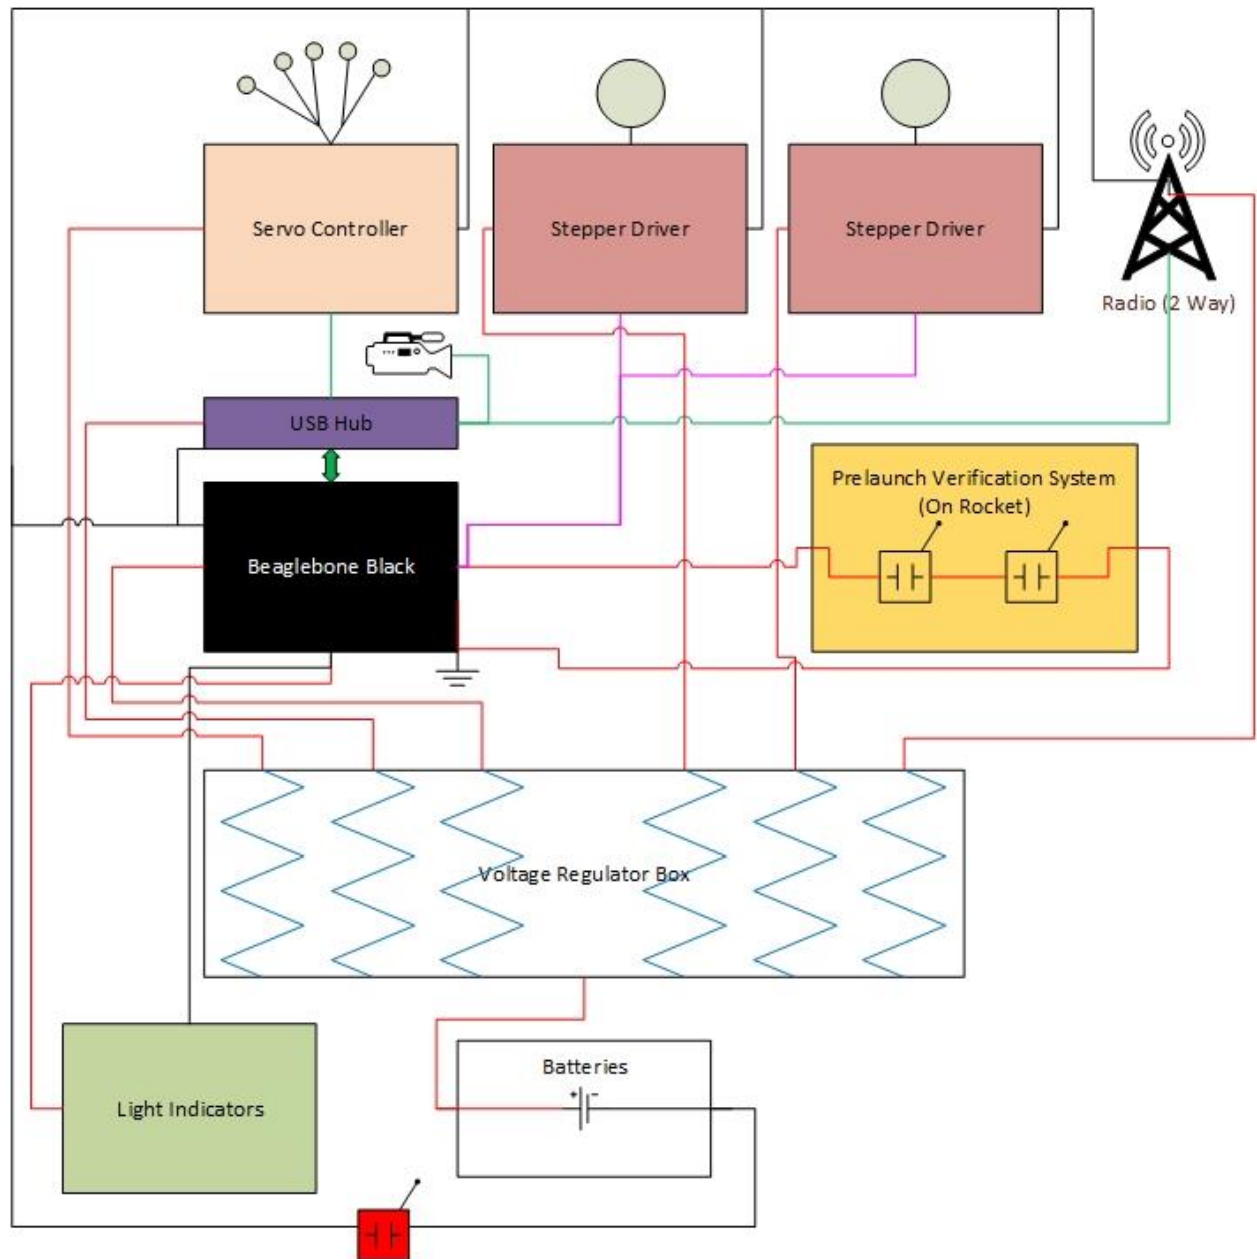 Servo Controller
Stepper Driver
Stepper Driver
Radio (2 Way)
USB Hub
Prelaunch Verification System
(On Rocket)
Beaglebone Black
Voltage Regulator Box
Batteries
+ −
Light Indicators